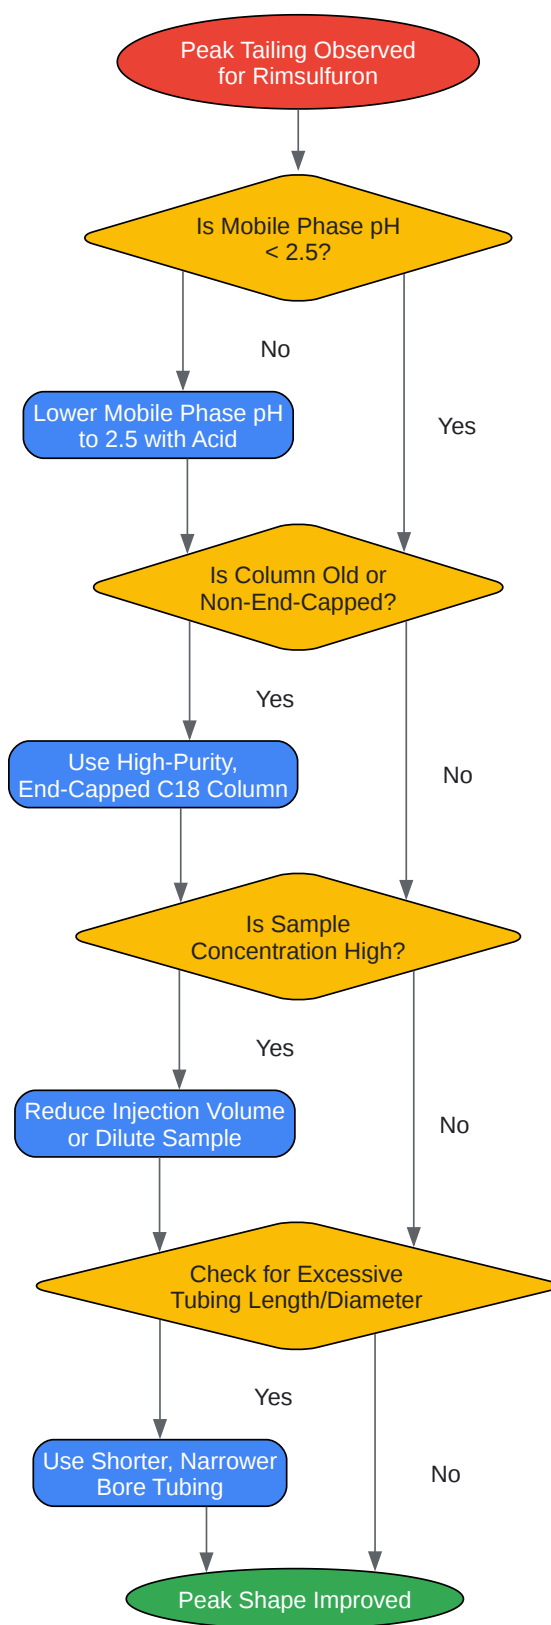 Peak Tailing Observed
for Rimsulfuron
Is Mobile Phase pH
< 2.5?
No
Lower Mobile Phase pH
to 2.5 with Acid
Yes
Is Column Old or
Non-End-Capped?
Yes
Use High-Purity,
End-Capped C18 Column
No
Is Sample
Concentration High?
Yes
Reduce Injection Volume
or Dilute Sample
No
Check for Excessive
Tubing Length/Diameter
Yes
Use Shorter, Narrower
Bore Tubing
No
Peak Shape Improved